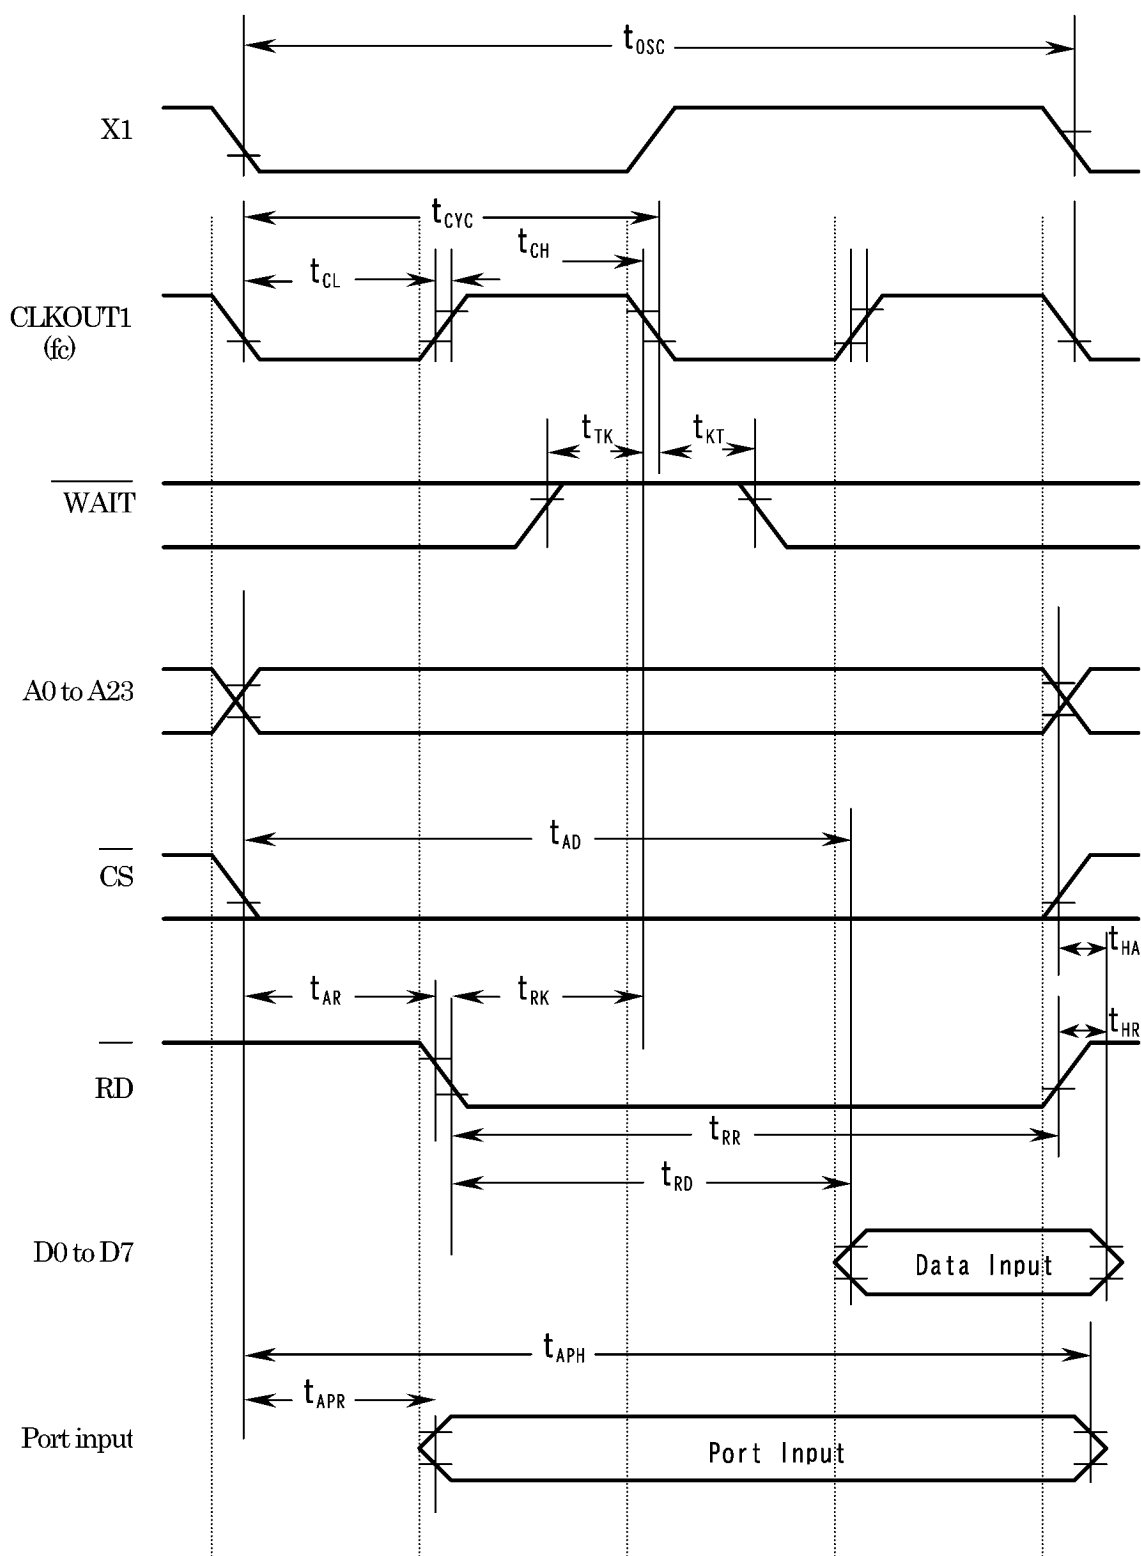 tOSC
X1
tCYC
tCH
tCL
CLKOUT1
(fc)
tTK
tKT
WAIT
A0 to A23
tAD
CS
tHA
tAR
tRK
tHR
RD
tRR
tRD
D0 to D7
Data Input
tAPH
tAPR
Port input
Port Input